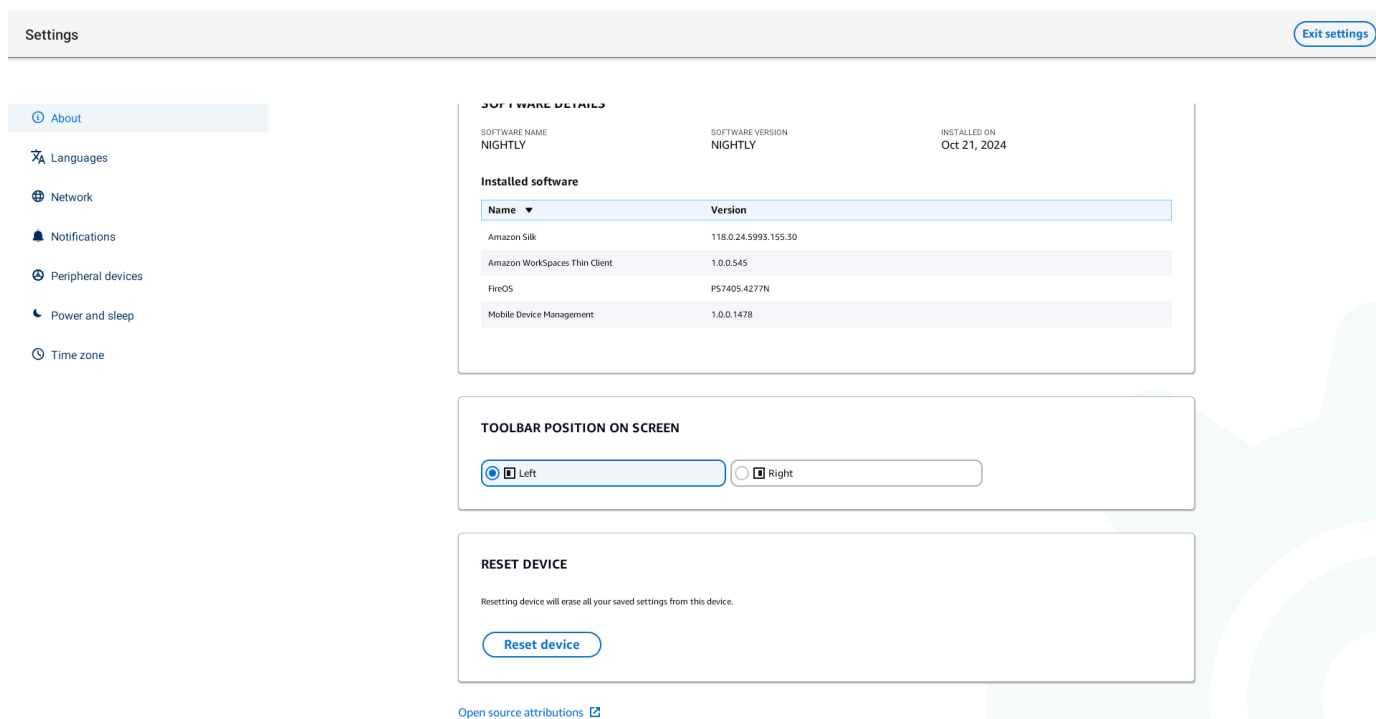 Settings
Exit settings
About
Languages
Network
Notifications
Peripheral devices
Power and sleep
Time zone
SOFTWARE DETAILS
SOFTWARE NAME
NIGHTLY
SOFTWARE VERSION
NIGHTLY
INSTALLED ON
Oct 21, 2024
Installed software
Name Version
Amazon Silk 118.0.24.5993.155.30
Amazon WorkSpaces Thin Client 1.0.0.545
FireOS PS7405.4277N
Mobile Device Management 1.0.0.1478
TOOLBAR POSITION ON SCREEN
Left
Right
RESET DEVICE
Resetting device will erase all your saved settings from this device.
Reset device
Open source attributions